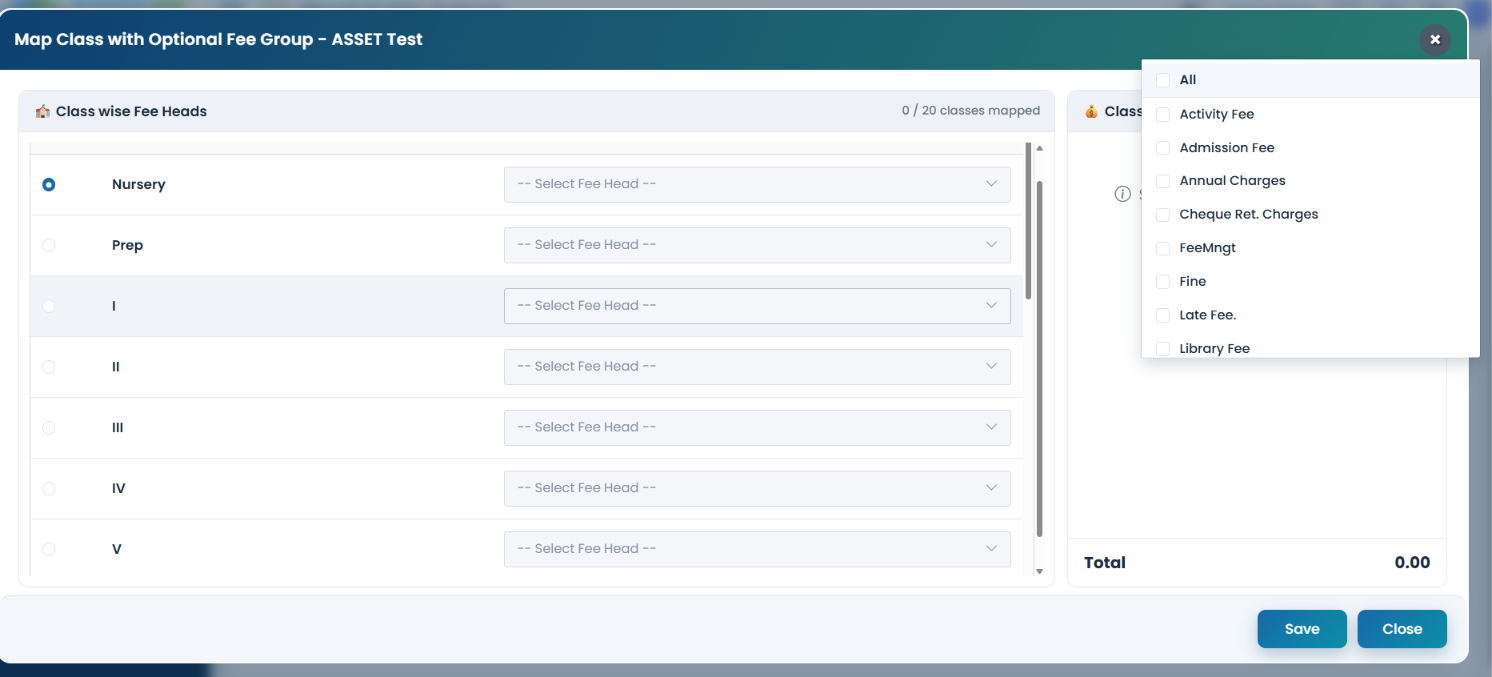 Map Class with Optional Fee Group - ASSET Test
Class wise Fee Heads
0 / 20 classes mapped
Nursery
-- Select Fee Head --
Prep
-- Select Fee Head --
I
-- Select Fee Head --
II
-- Select Fee Head --
III
-- Select Fee Head --
IV
-- Select Fee Head --
V
-- Select Fee Head --
Class
All
Activity Fee
Admission Fee
Annual Charges
Cheque Ret. Charges
FeeMngt
Fine
Late Fee.
Library Fee
Total
0.00
Save
Close